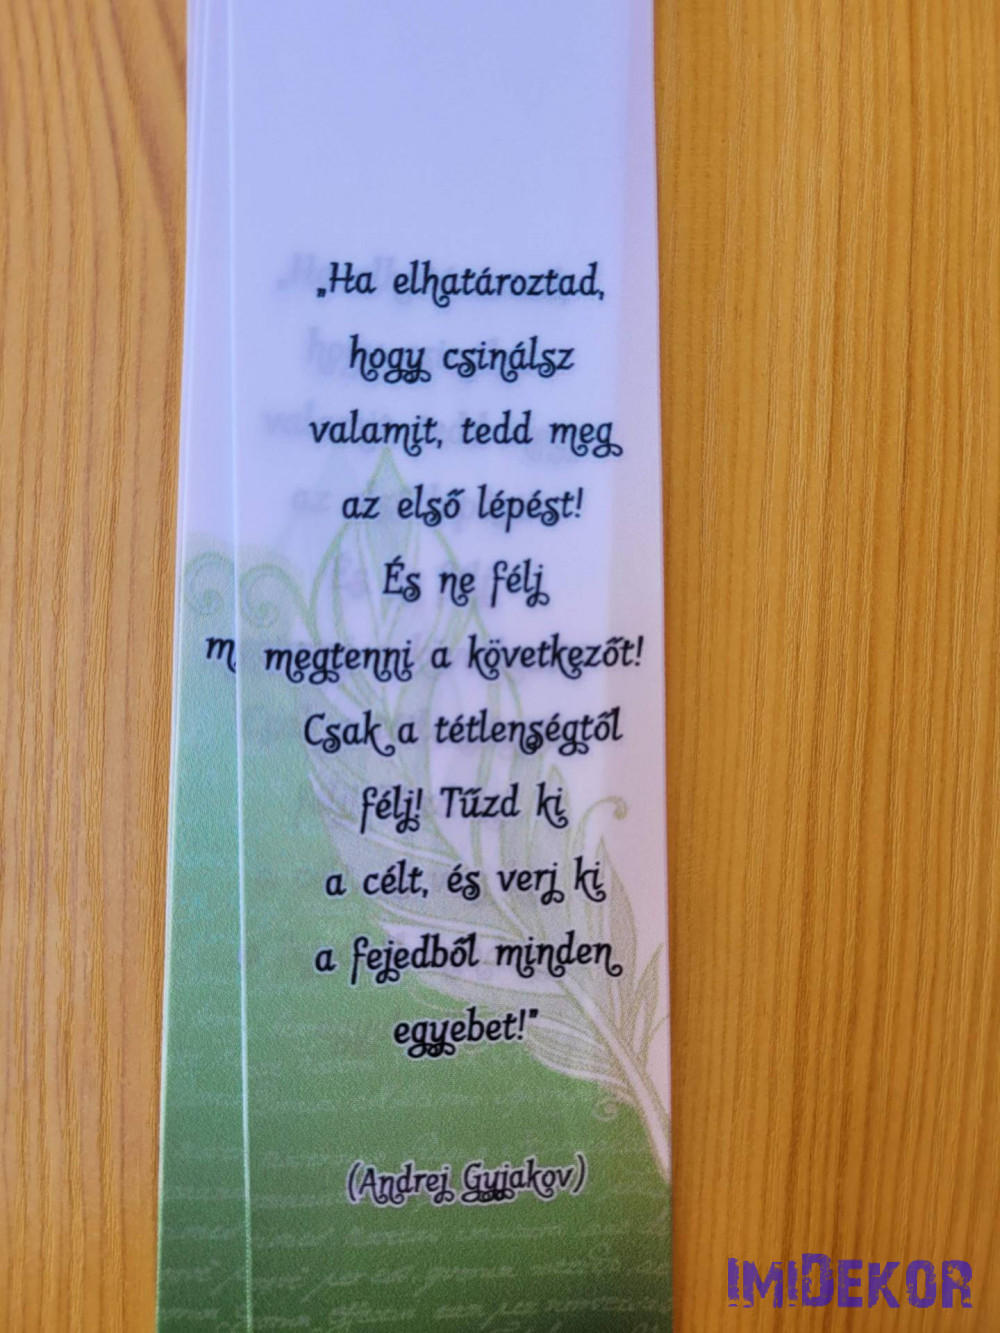 „Ha elhatároztad,
hogy csinálsz
valamit, tedd meg
az első lépést!
És ne félj
m megtenni a következőt!
Csak a tétlenségtől
félj! Tűzd ki
a célt, és verj ki
a fejedből minden
egyebet!"
(Andrej Gyjakov)
IMIDEKOR